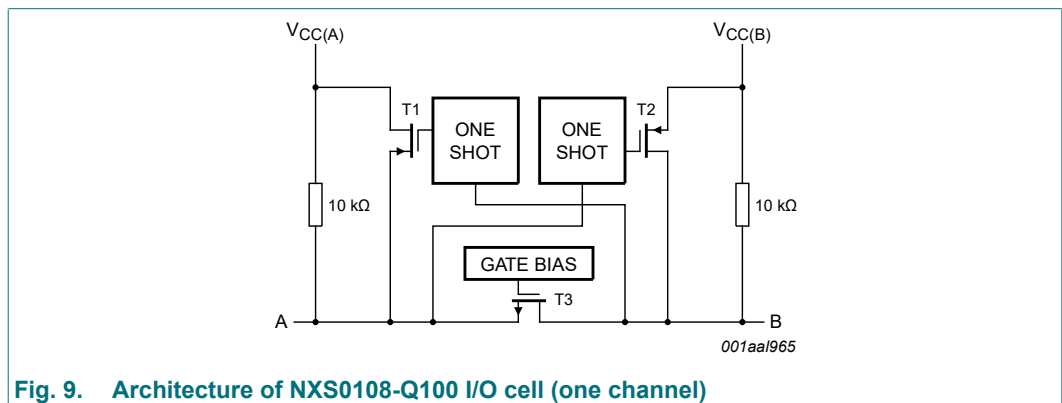 VCC(A)
VCC(B)
T1
ONE
SHOT
ONE
SHOT
T2
10 kΩ
10 kΩ
GATE BIAS
T3
A
B
001aal965
Fig. 9. Architecture of NXS0108-Q100 I/O cell (one channel)